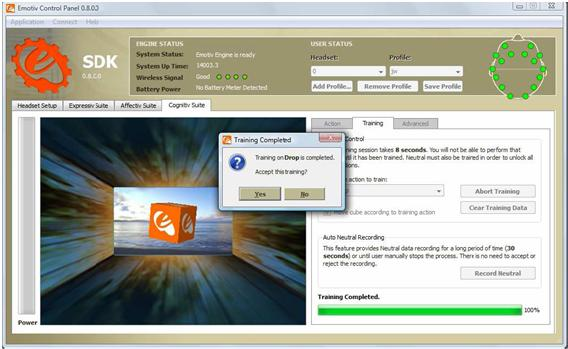 Emotiv Control Panel 0.8.0.0
Application Connect Help
SDK
0.8.0.0
ENGINE STATUS
System Status: Emotiv Engine is ready
System Up Time: 14003.3
Wireless Signal Good
Battery Power No Battery Meter Detected
USER STATUS
Headset: Profile:
0 jw
Add Profile... Remove Profile Save Profile
Headset Setup Expressiv Suite Affectiv Suite Cognitiv Suite
Action Training Advanced
Control
ning session takes 8 seconds. You will not be able to perform that
until it has been trained. Neutral must also be trained in order to unlock all
action to train:
Abort Training
Move cube according to training action
Clear Training Data
Training Completed
Training on Drop is completed.
Accept this training?
Yes No
Auto Neutral Recording
This feature provides Neutral data recording for a long period of time (30
seconds) or until user manually stops the process. There is no need to accept or
reject the recording.
Record Neutral
Training Completed.
100%
Power